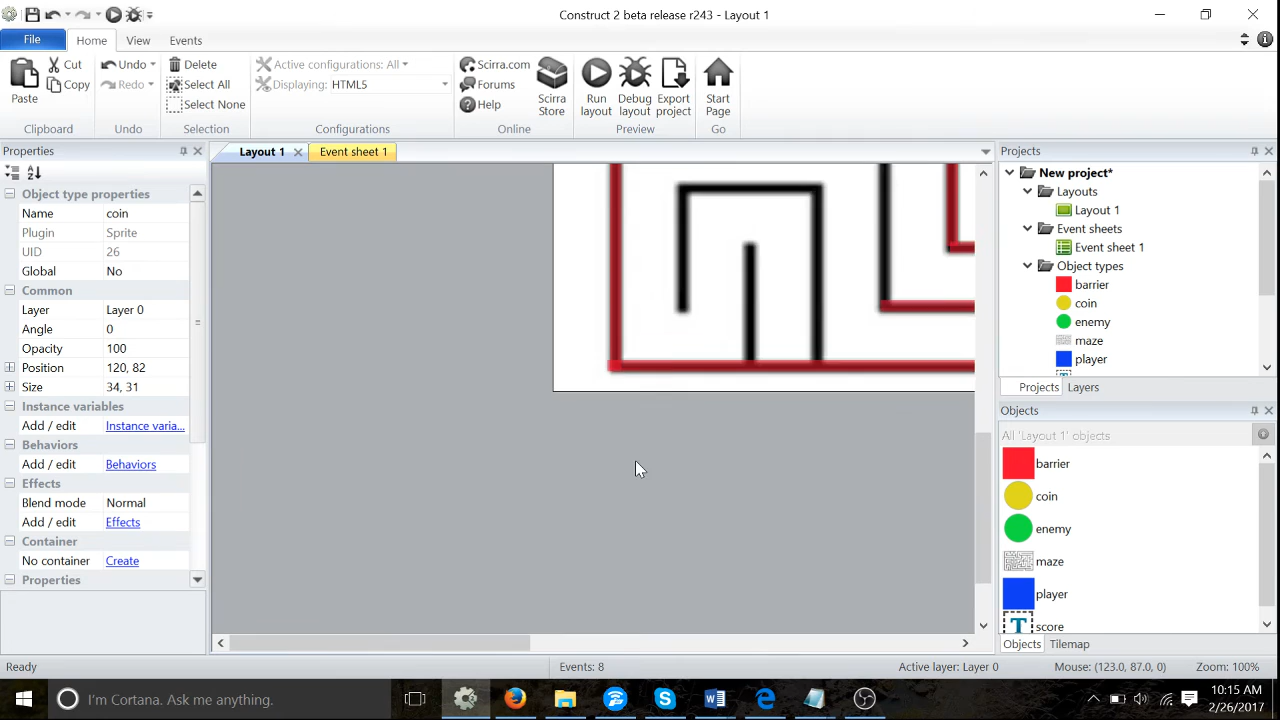 Construct 2 beta release r243 - Layout 1
File Home View Events
Paste Cut Copy Undo Redo Delete Select All Select None Active configurations: All Displaying: HTML5 Scirra.com Forums Help Scirra Store Run layout Debug layout Export project Start Page
Clipboard Undo Selection Configurations Online Preview Go
Properties
Layout 1 Event sheet 1
Object type properties
Name coin
Plugin Sprite
UID 26
Global No
Common
Layer Layer 0
Angle 0
Opacity 100
Position 120, 82
Size 34, 31
Instance variables
Add / edit Instance varia...
Behaviors
Add / edit Behaviors
Effects
Blend mode Normal
Add / edit Effects
Container
No container Create
Properties
Projects
New project*
Layouts
Layout 1
Event sheets
Event sheet 1
Object types
barrier
coin
enemy
maze
player
Projects Layers
Objects
All 'Layout 1' objects
barrier
coin
enemy
maze
player
T score
Objects Tilemap
Ready Events: 8 Active layer: Layer 0 Mouse: (123.0, 87.0, 0) Zoom: 100%
I'm Cortana. Ask me anything.
10:15 AM
2/26/2017